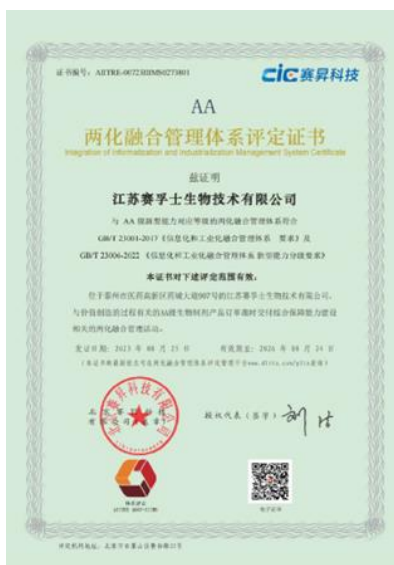 证书编号：AIITRE-00723IIIMS0273801
CIC赛昇科技
AA
两化融合管理体系评定证书
Integration of Informatization and Industrialization Management System Certificate
兹证明
江苏赛孚士生物技术有限公司
与 AA 级新型能力对应等级的两化融合管理体系符合
GB/T 23001-2017《信息化和工业化融合管理体系 要求》及
GB/T 23006-2022《信息化和工业化融合管理体系 新型能力分级要求》
本证书对下述评定范围有效：
位于泰州市医药高新区药城大道907号的江苏赛孚士生物技术有限公司，
与价值创造的过程有关的AA级生物制剂产品订单准时交付综合保障能力建设
相关的两化融合管理活动。
发证日期：2023 年 08 月 25 日 有效期至：2026 年 08 月 24 日
授权代表（签字）
电子证书